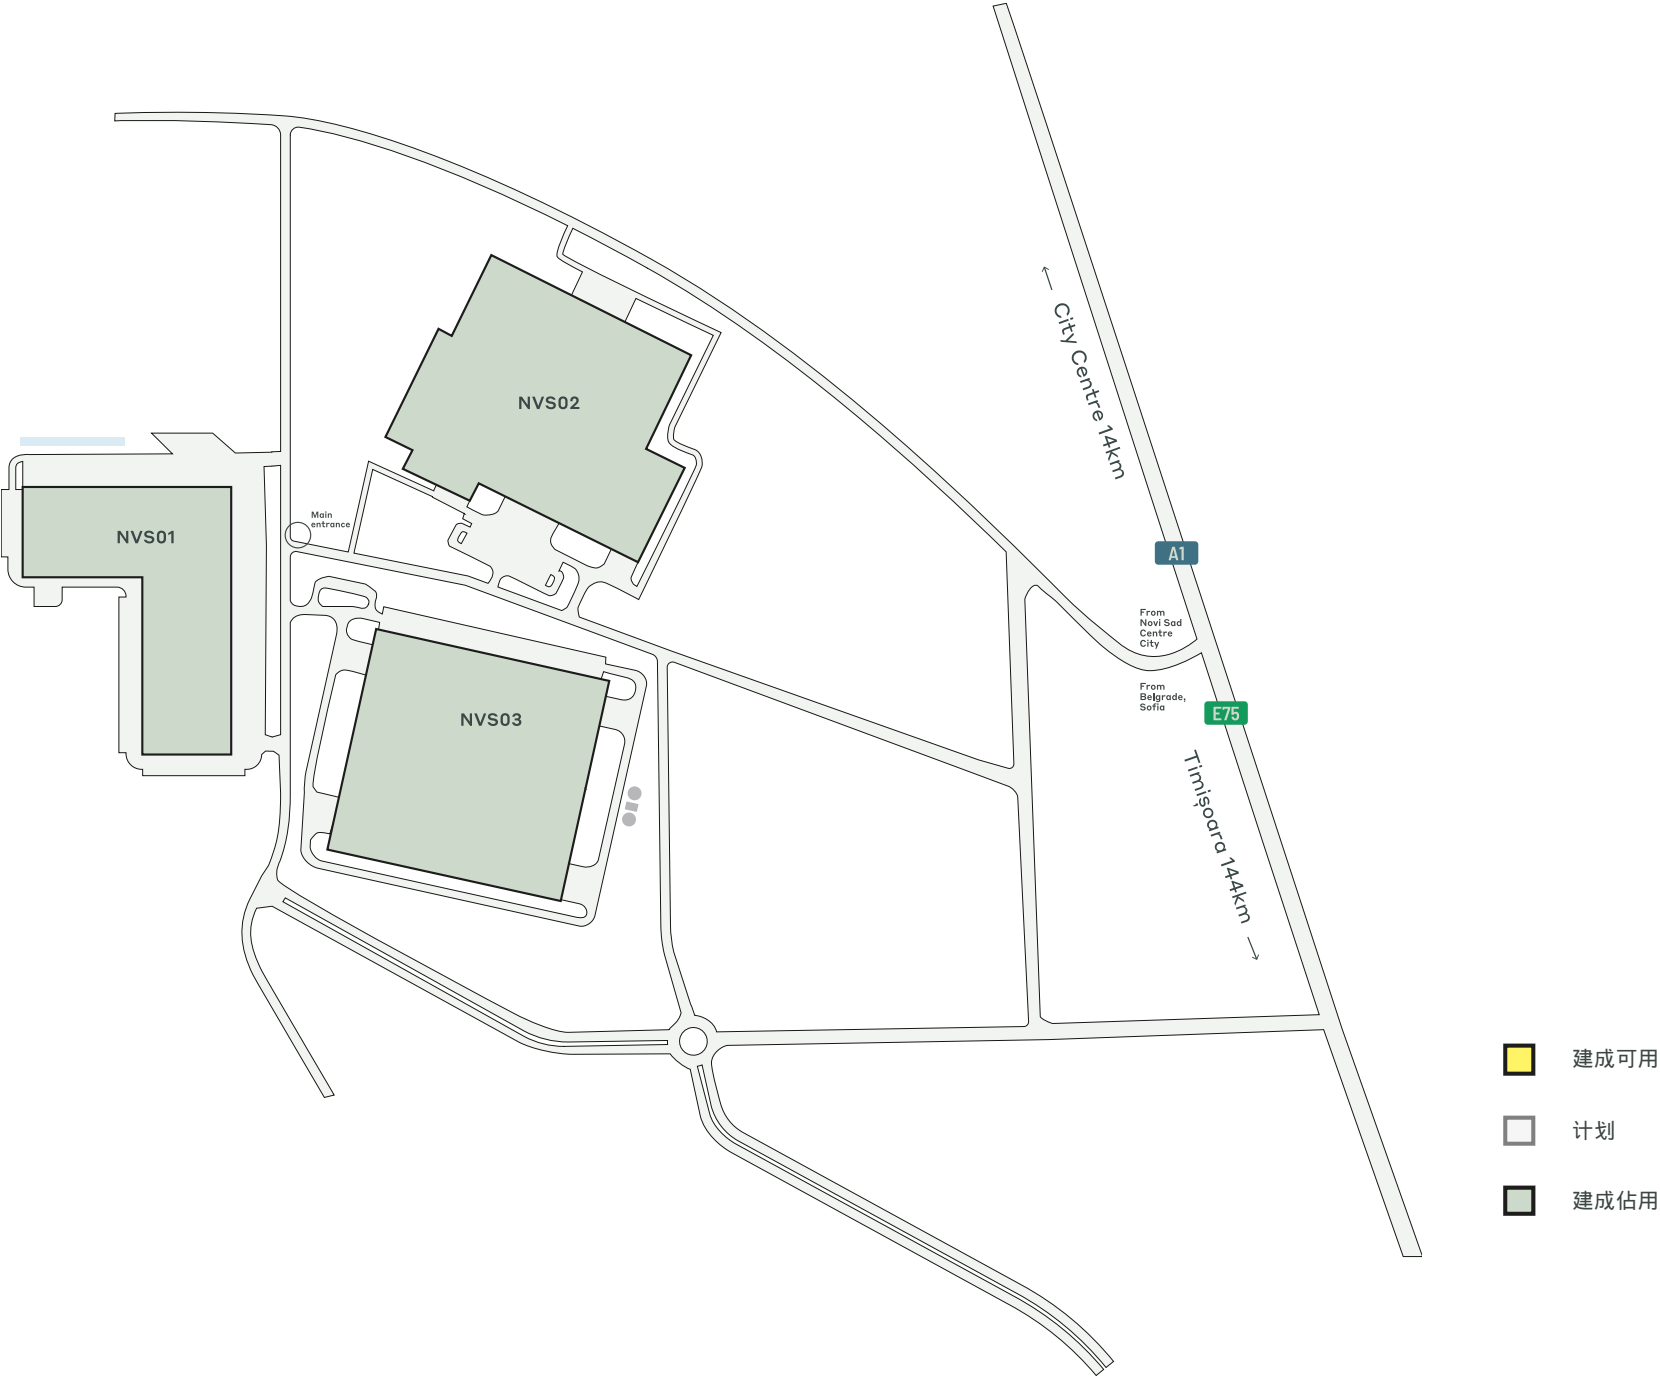 NVS02
City Centre 14km
NVS01
Main
entrance
A1
From
Novi Sad
Centre
City
From
Belgrade,
Sofia
E75
NVS03
Timișoara 144km
建成可用
计划
建成佔用